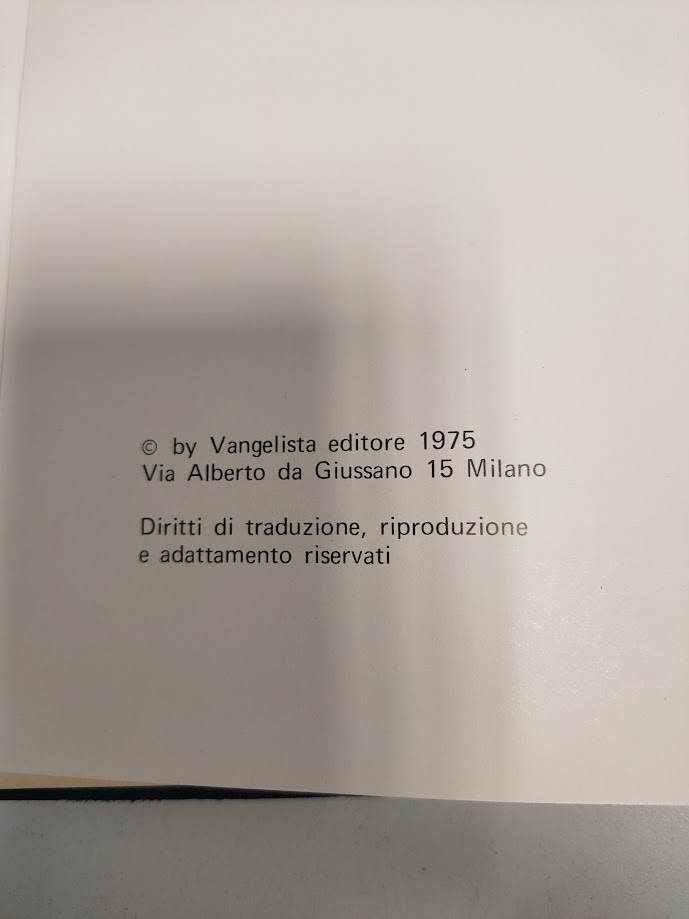 © by Vangelista editore 1975
Via Alberto da Giussano 15 Milano
Diritti di traduzione, riproduzione
e adattamento riservati